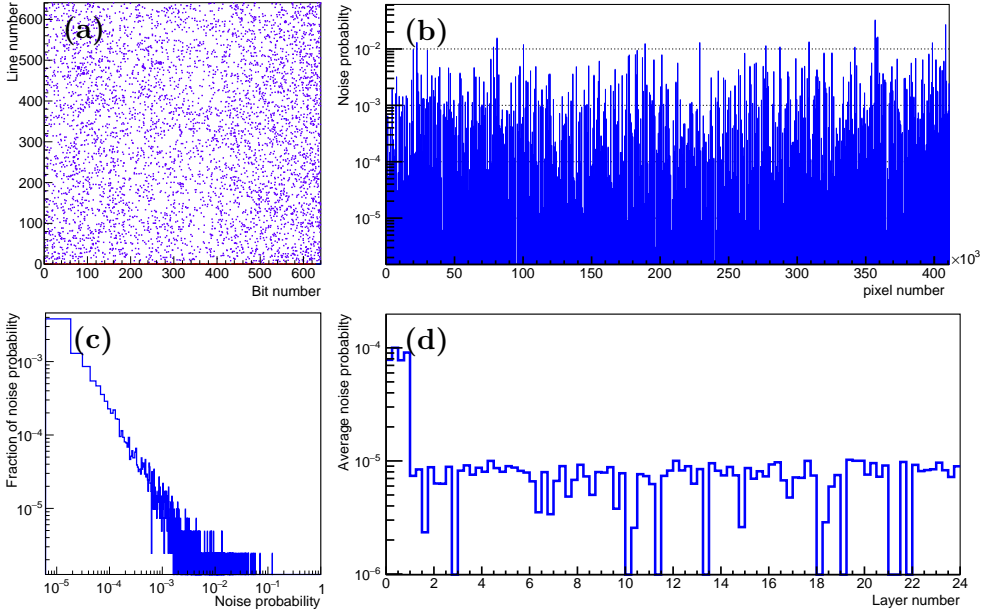 (a)
Line number
600
500
400
300
200
100
0
0 100 200 300 400 500 600
Bit number
(b)
Noise probability
10⁻²
10⁻³
10⁻⁴
10⁻⁵
0 50 100 150 200 250 300 350 400
×10³
pixel number
(c)
Fraction of noise probability
10⁻³
10⁻⁴
10⁻⁵
10⁻⁵ 10⁻⁴ 10⁻³ 10⁻² 10⁻¹ 1
Noise probability
(d)
Average noise probability
10⁻⁴
10⁻⁵
10⁻⁶
0 2 4 6 8 10 12 14 16 18 20 22 24
Layer number